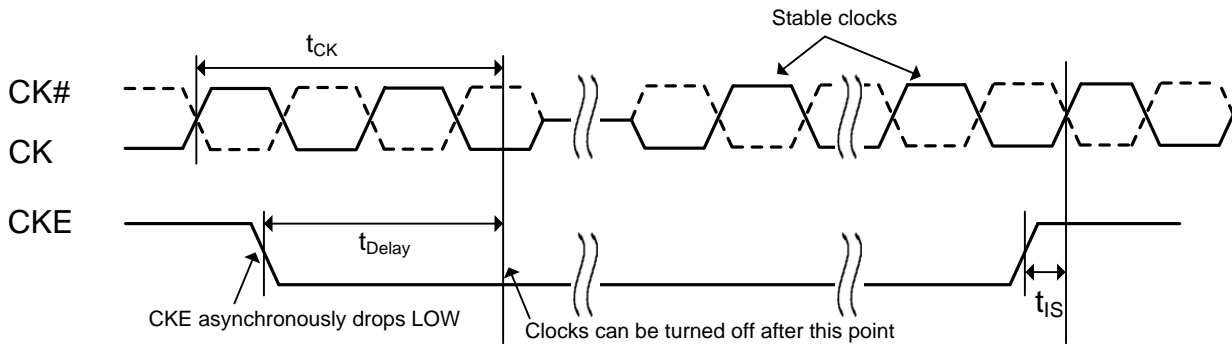 Stable clocks
tCK
CK#
CK
CKE
tDelay
tIS
CKE asynchronously drops LOW
Clocks can be turned off after this point